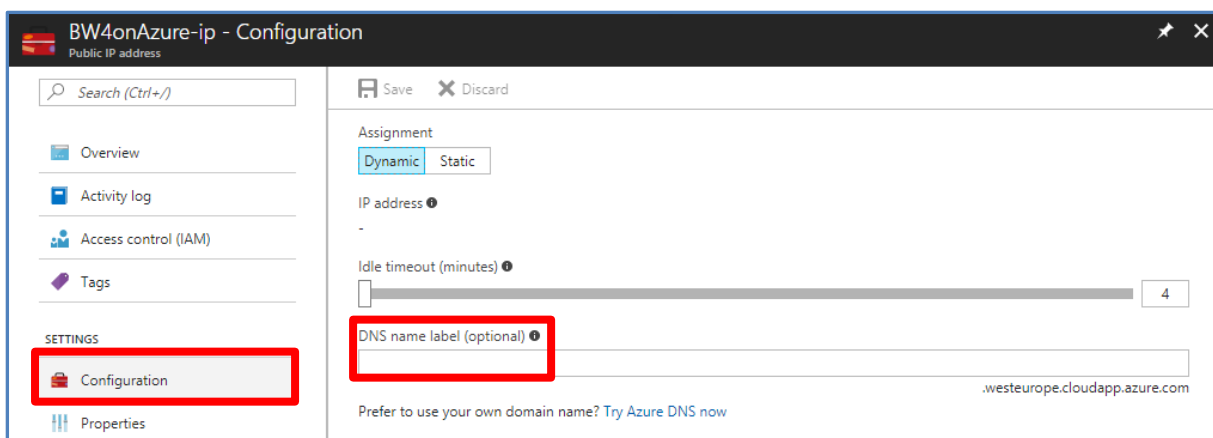 BW4onAzure-ip - Configuration
Public IP address
Search (Ctrl+/)
Overview
Activity log
Access control (IAM)
Tags
SETTINGS
Configuration
Properties
Save Discard
Assignment
Dynamic Static
IP address
-
Idle timeout (minutes)
4
DNS name label (optional)
.westeurope.cloudapp.azure.com
Prefer to use your own domain name? Try Azure DNS now